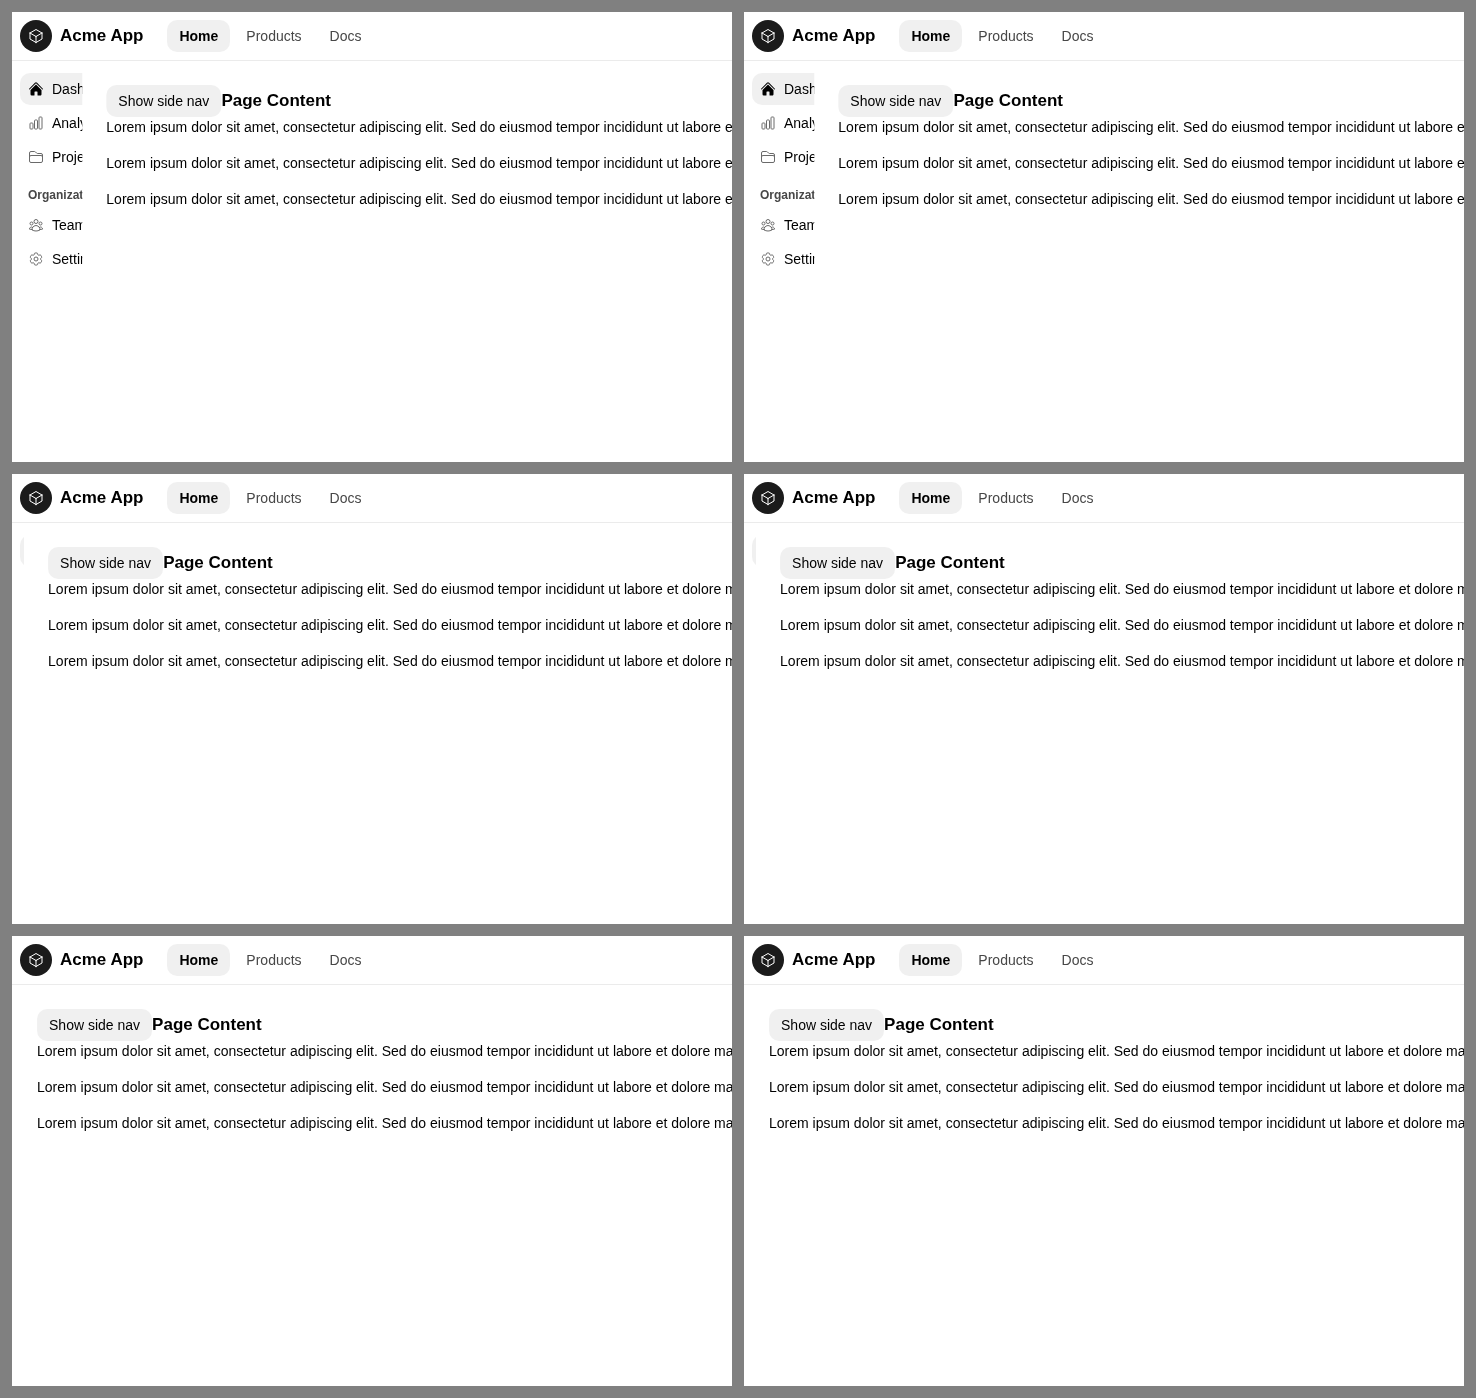 Acme App Home Products Docs
Dash
Analy
Proje
Organizat
Team
Settin
Show side nav Page Content
Lorem ipsum dolor sit amet, consectetur adipiscing elit. Sed do eiusmod tempor incididunt ut labore e
Lorem ipsum dolor sit amet, consectetur adipiscing elit. Sed do eiusmod tempor incididunt ut labore e
Lorem ipsum dolor sit amet, consectetur adipiscing elit. Sed do eiusmod tempor incididunt ut labore e
Acme App Home Products Docs
Dash
Analy
Proje
Organizat
Team
Settin
Show side nav Page Content
Lorem ipsum dolor sit amet, consectetur adipiscing elit. Sed do eiusmod tempor incididunt ut labore e
Lorem ipsum dolor sit amet, consectetur adipiscing elit. Sed do eiusmod tempor incididunt ut labore e
Lorem ipsum dolor sit amet, consectetur adipiscing elit. Sed do eiusmod tempor incididunt ut labore e
Acme App Home Products Docs
Show side nav Page Content
Lorem ipsum dolor sit amet, consectetur adipiscing elit. Sed do eiusmod tempor incididunt ut labore et dolore m
Lorem ipsum dolor sit amet, consectetur adipiscing elit. Sed do eiusmod tempor incididunt ut labore et dolore m
Lorem ipsum dolor sit amet, consectetur adipiscing elit. Sed do eiusmod tempor incididunt ut labore et dolore m
Acme App Home Products Docs
Show side nav Page Content
Lorem ipsum dolor sit amet, consectetur adipiscing elit. Sed do eiusmod tempor incididunt ut labore et dolore m
Lorem ipsum dolor sit amet, consectetur adipiscing elit. Sed do eiusmod tempor incididunt ut labore et dolore m
Lorem ipsum dolor sit amet, consectetur adipiscing elit. Sed do eiusmod tempor incididunt ut labore et dolore m
Acme App Home Products Docs
Show side nav Page Content
Lorem ipsum dolor sit amet, consectetur adipiscing elit. Sed do eiusmod tempor incididunt ut labore et dolore ma
Lorem ipsum dolor sit amet, consectetur adipiscing elit. Sed do eiusmod tempor incididunt ut labore et dolore ma
Lorem ipsum dolor sit amet, consectetur adipiscing elit. Sed do eiusmod tempor incididunt ut labore et dolore ma
Acme App Home Products Docs
Show side nav Page Content
Lorem ipsum dolor sit amet, consectetur adipiscing elit. Sed do eiusmod tempor incididunt ut labore et dolore ma
Lorem ipsum dolor sit amet, consectetur adipiscing elit. Sed do eiusmod tempor incididunt ut labore et dolore ma
Lorem ipsum dolor sit amet, consectetur adipiscing elit. Sed do eiusmod tempor incididunt ut labore et dolore ma